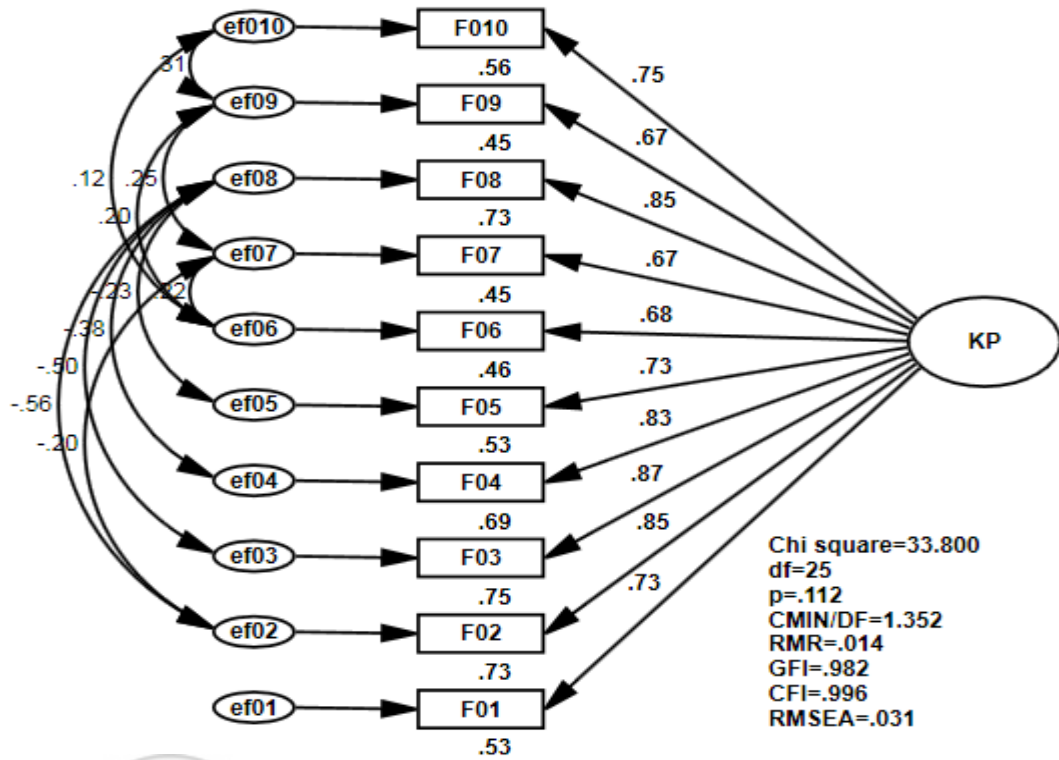 ef010 F010
.56
.75
.31
ef09 F09
.45
.67
ef08 F08
.73
.85
.12 .25
.20
ef07 F07
.45
.67
-.23 .22
ef06 F06
.46
.68
-.38
-.50
ef05 F05
.53
.73
-.56
-.20
ef04 F04
.69
.83
ef03 F03
.75
.87
ef02 F02
.73
.85
ef01 F01
.53
.73
KP
Chi square=33.800
df=25
p=.112
CMIN/DF=1.352
RMR=.014
GFI=.982
CFI=.996
RMSEA=.031